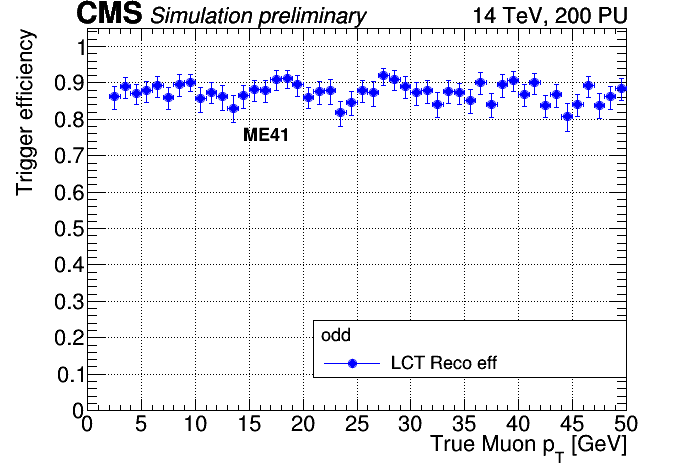 CMS Simulation preliminary 14 TeV, 200 PU
Trigger efficiency
1
0.9
0.8
ME41
0.7
0.6
0.5
0.4
0.3
0.2
odd
0.1
LCT Reco eff
0
0 5 10 15 20 25 30 35 40 45 50
True Muon p_T [GeV]